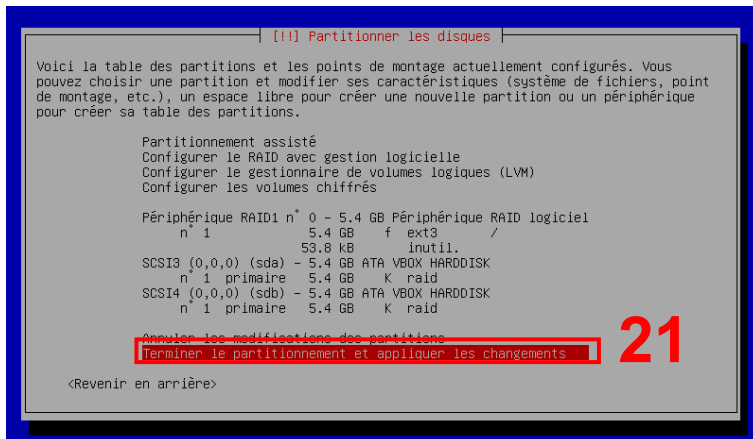 [!!] Partitionner les disques
Voici la table des partitions et les points de montage actuellement configurés. Vous
pouvez choisir une partition et modifier ses caractéristiques (système de fichiers, point
de montage, etc.), un espace libre pour créer une nouvelle partition ou un périphérique
pour créer sa table des partitions.
Partitionnement assisté
Configurer le RAID avec gestion logicielle
Configurer le gestionnaire de volumes logiques (LVM)
Configurer les volumes chiffrés
Périphérique RAID1 n° 0 - 5.4 GB Périphérique RAID logiciel
n° 1 5.4 GB f ext3 /
53.8 kB inutil.
SCSI3 (0,0,0) (sda) - 5.4 GB ATA VBOX HARDDISK
n° 1 primaire 5.4 GB K raid
SCSI4 (0,0,0) (sdb) - 5.4 GB ATA VBOX HARDDISK
n° 1 primaire 5.4 GB K raid
Annuler les modifications des partitions
Terminer le partitionnement et appliquer les changements
21
<Revenir en arrière>